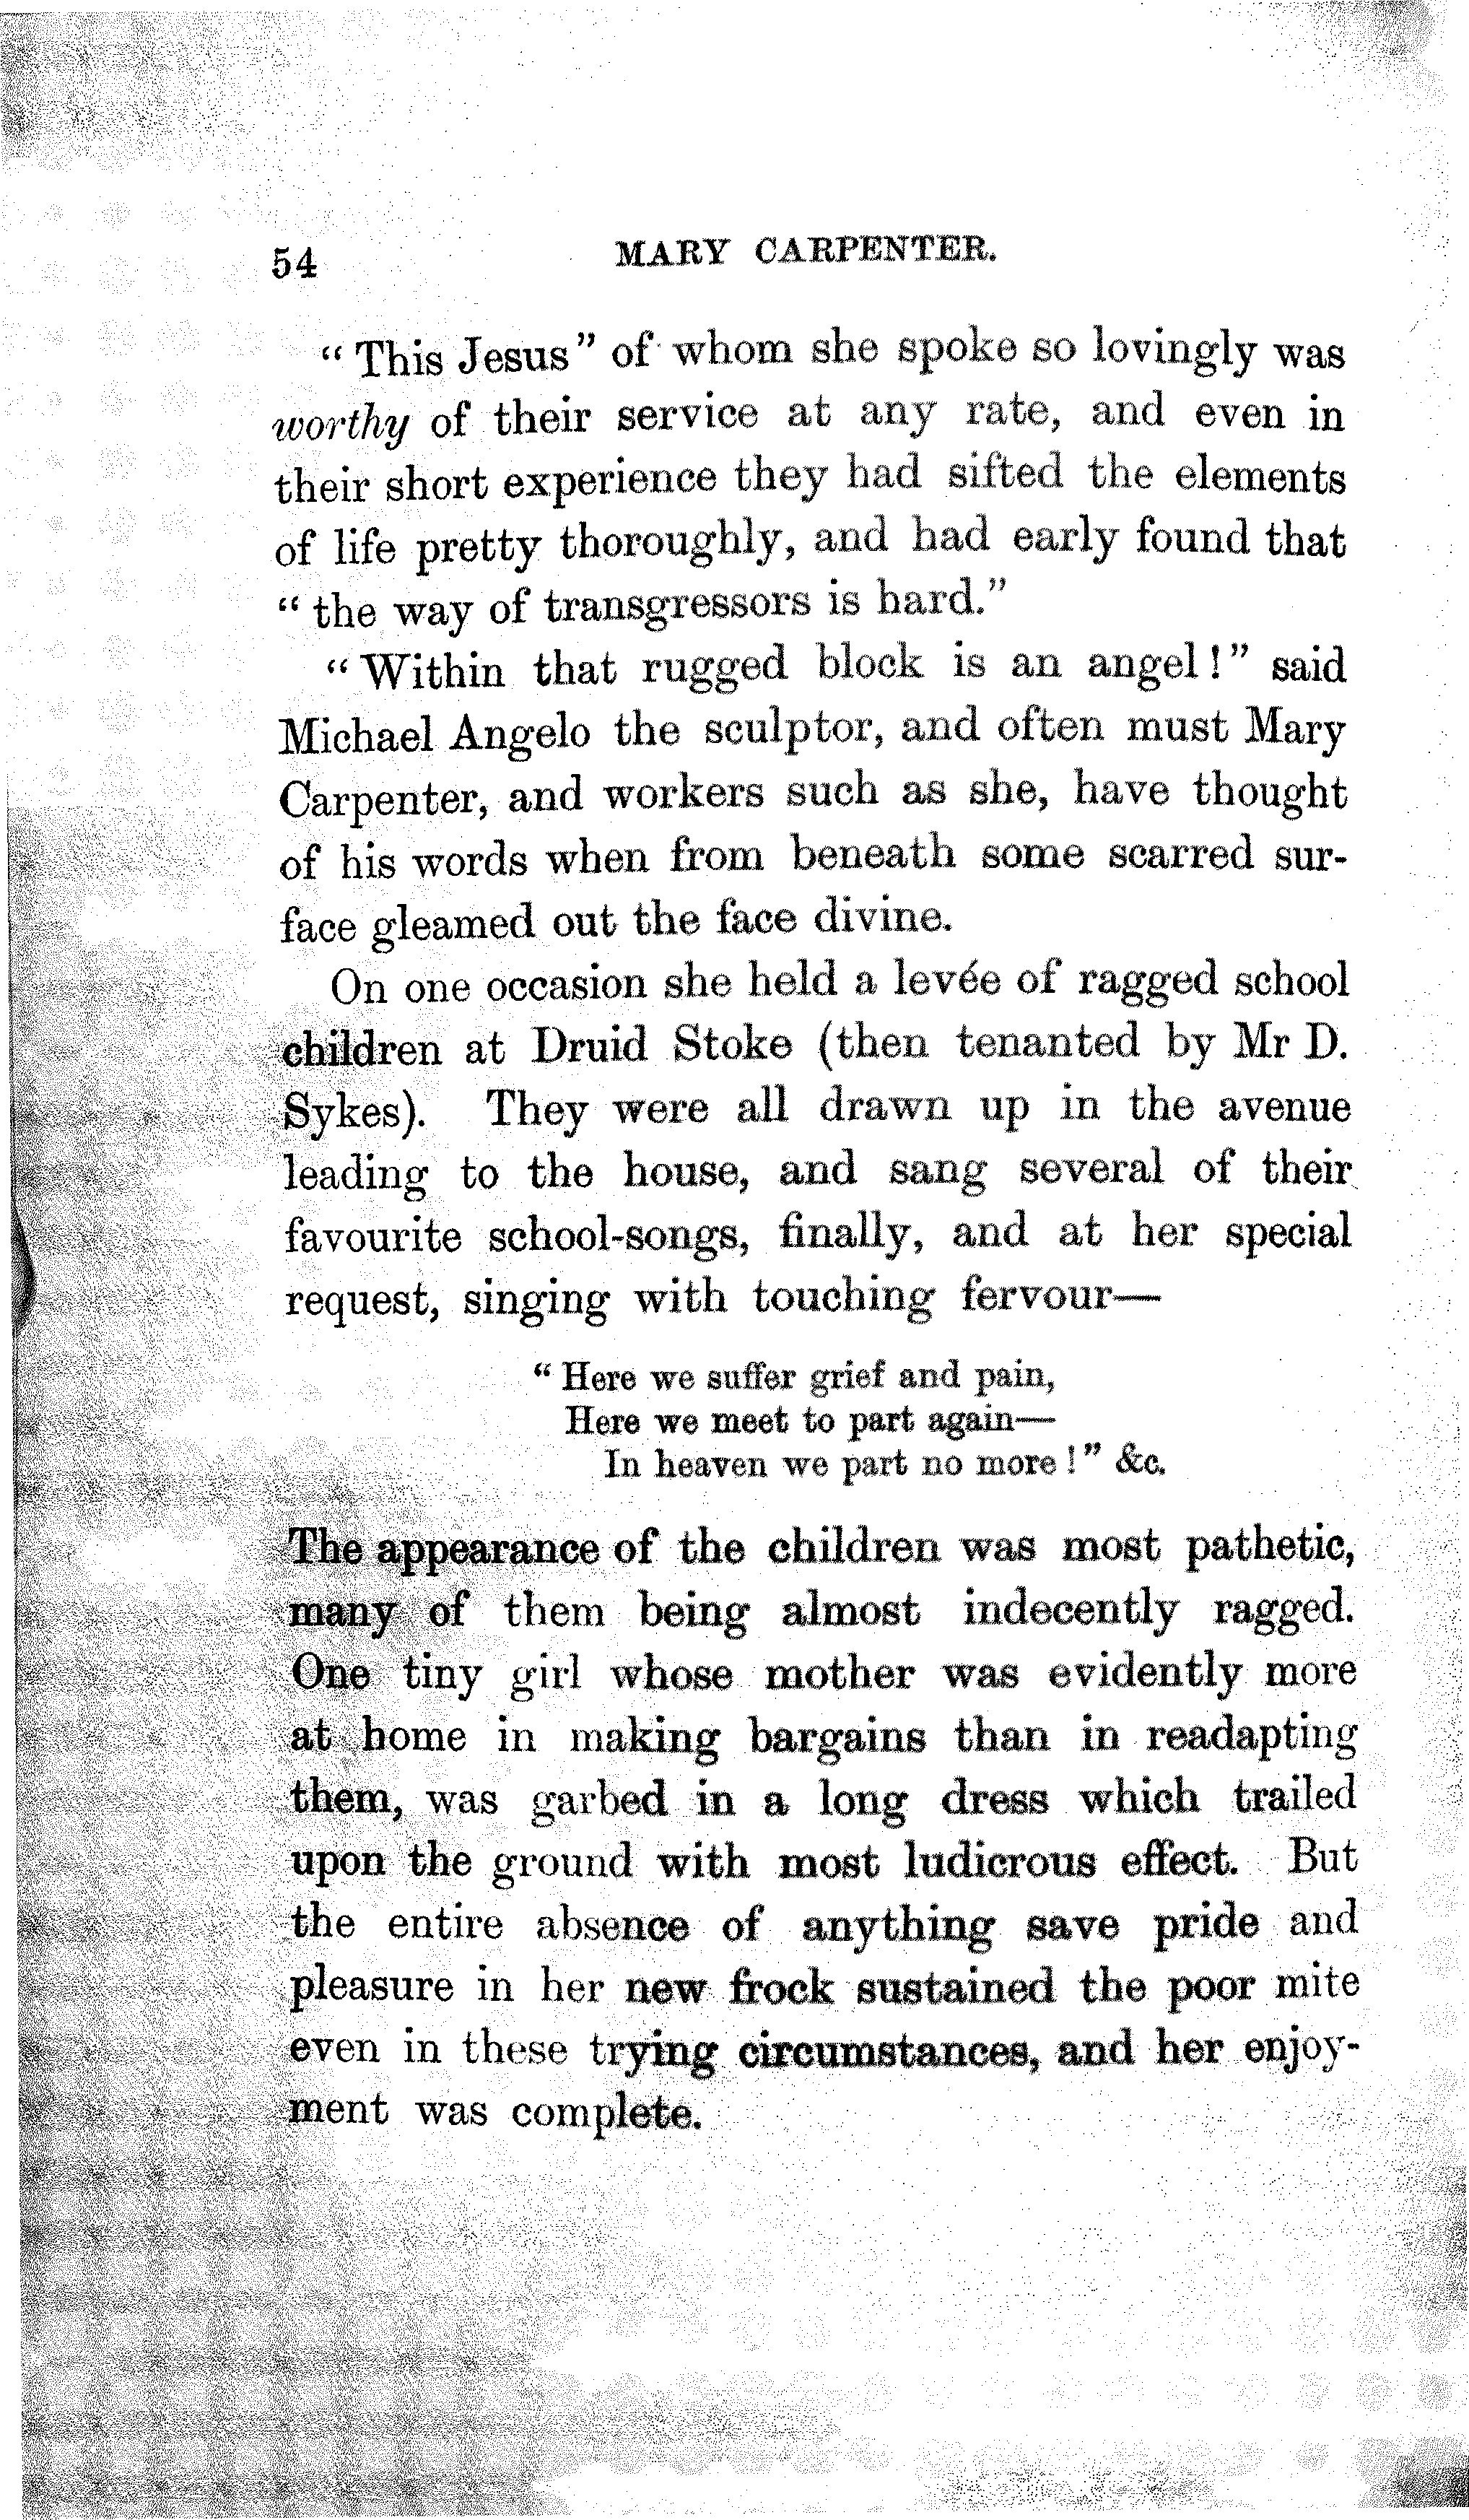 54 MARY CARPENTER.
“This Jesus” of whom she spoke so lovingly was
worthy of their service at any rate, and even in
their short experience they had sifted the elements
of life pretty thoroughly, and had early found that
“the way of transgressors is hard.”
“Within that rugged block is an angel!” said
Michael Angelo the sculptor, and often must Mary
Carpenter, and workers such as she, have thought
of his words when from beneath some scarred sur-
face gleamed out the face divine.
On one occasion she held a levée of ragged school
children at Druid Stoke (then tenanted by Mr D.
Sykes). They were all drawn up in the avenue
leading to the house, and sang several of their
favourite school-songs, finally, and at her special
request, singing with touching fervour—
“Here we suffer grief and pain,
Here we meet to part again—
In heaven we part no more!” &c.
The appearance of the children was most pathetic,
many of them being almost indecently ragged.
One tiny girl whose mother was evidently more
at home in making bargains than in readapting
them, was garbed in a long dress which trailed
upon the ground with most ludicrous effect. But
the entire absence of anything save pride and
pleasure in her new frock sustained the poor mite
even in these trying circumstances, and her enjoy-
ment was complete.